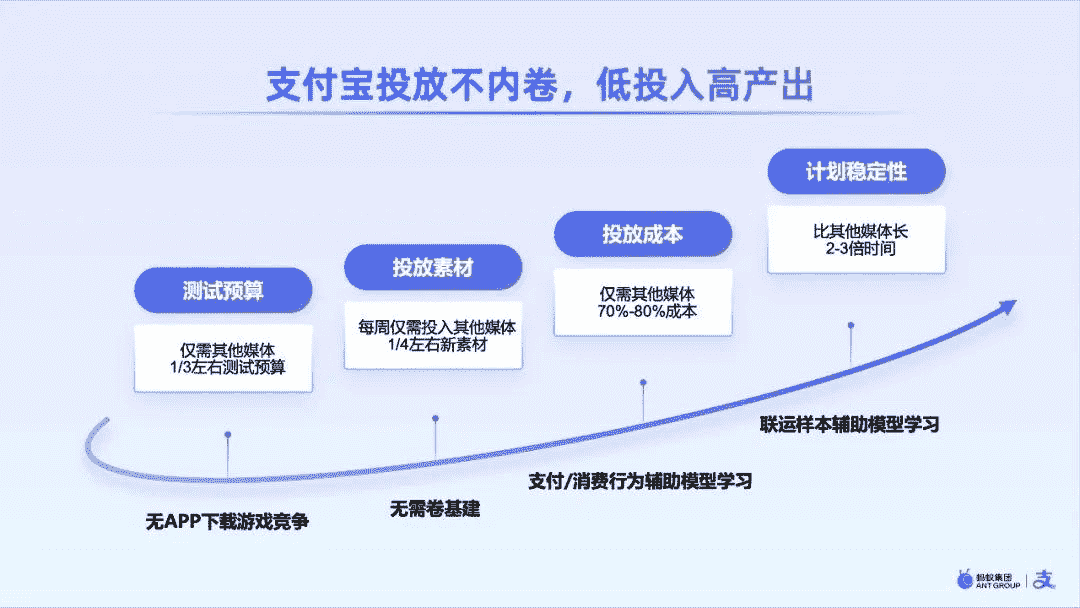 支付宝投放不内卷，低投入高产出
测试预算
仅需其他媒体
1/3左右测试预算
无APP下载游戏竞争
投放素材
每周仅需投入其他媒体
1/4左右新素材
无需卷基建
投放成本
仅需其他媒体
70%-80%成本
支付/消费行为辅助模型学习
计划稳定性
比其他媒体长
2-3倍时间
联运样本辅助模型学习
蚂蚁集团
ANT GROUP
支